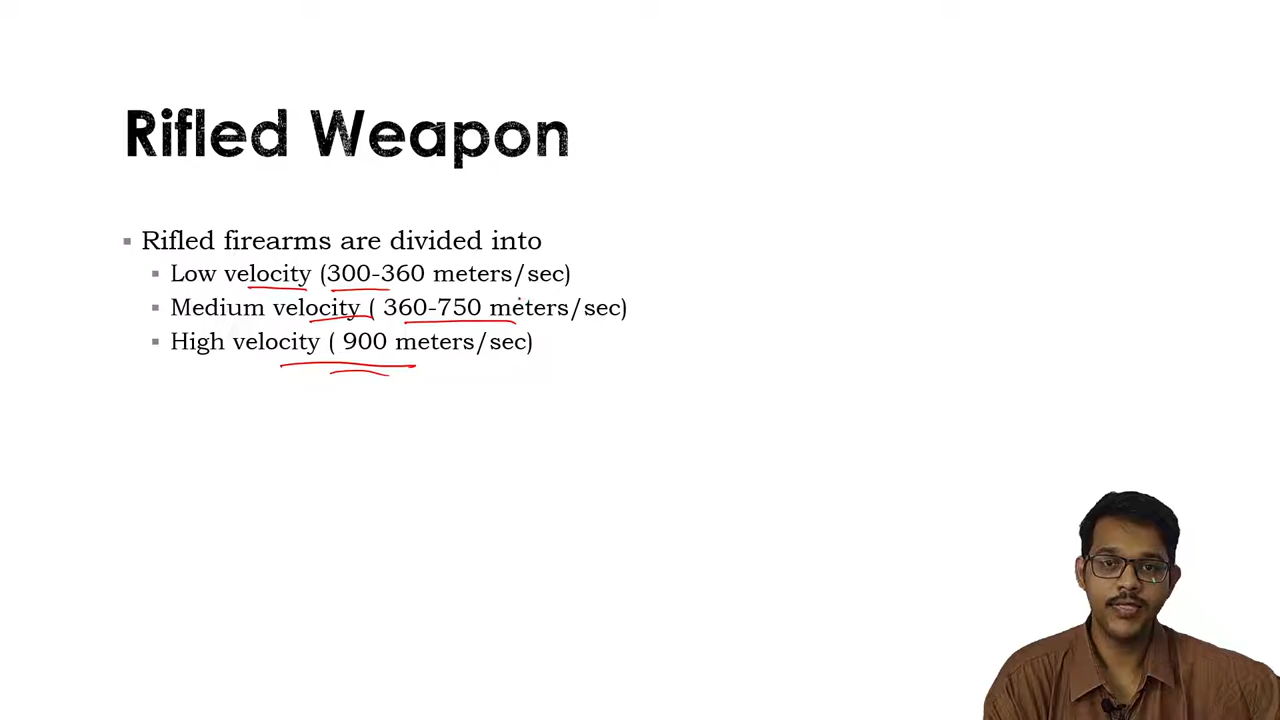 Rifled Weapon
▪ Rifled firearms are divided into
▪ Low velocity (300-360 meters/sec)
▪ Medium velocity ( 360-750 meters/sec)
▪ High velocity ( 900 meters/sec)